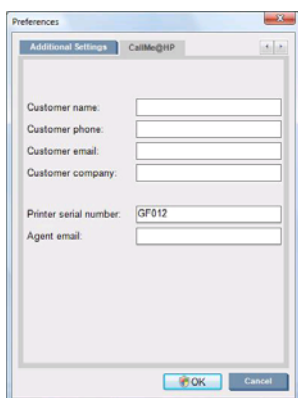 Preferences
Additional Settings CallMe@HP
Customer name:
Customer phone:
Customer email:
Customer company:
Printer serial number: GF012
Agent email:
OK Cancel